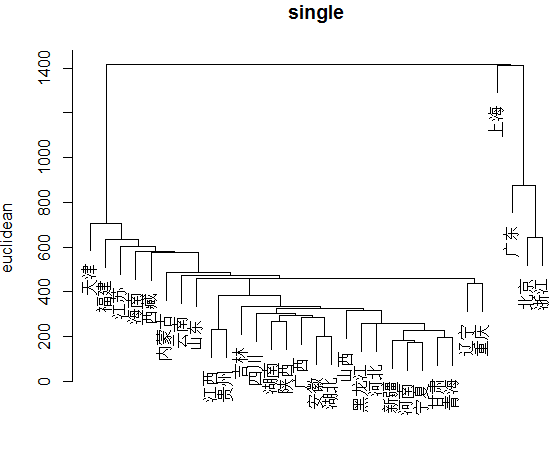 single
euclidean
1400
1000
800
600
400
200
0
天津
福建
江苏
海南
西藏
内蒙古
云南
山东
江西
贵州
吉林
四川
湖南
陕西
广西
安徽
湖北
山西
黑龙江
河北
新疆
河南
宁夏
甘肃
青海
辽宁
重庆
上海
广东
北京
浙江